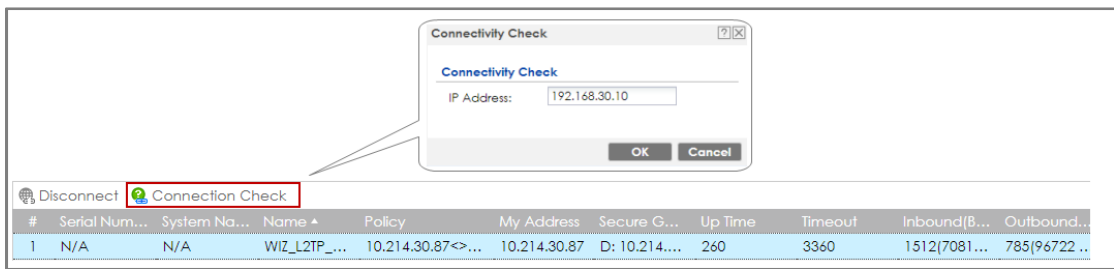 Connectivity Check
Connectivity Check
IP Address: 192.168.30.10
OK Cancel
Disconnect Connection Check
# Serial Num... System Na... Name Policy My Address Secure G... Up Time Timeout Inbound(B... Outbound...
1 N/A N/A WIZ_L2TP_... 10.214.30.87<>... 10.214.30.87 D: 10.214.... 260 3360 1512(7081... 785(96722 ..